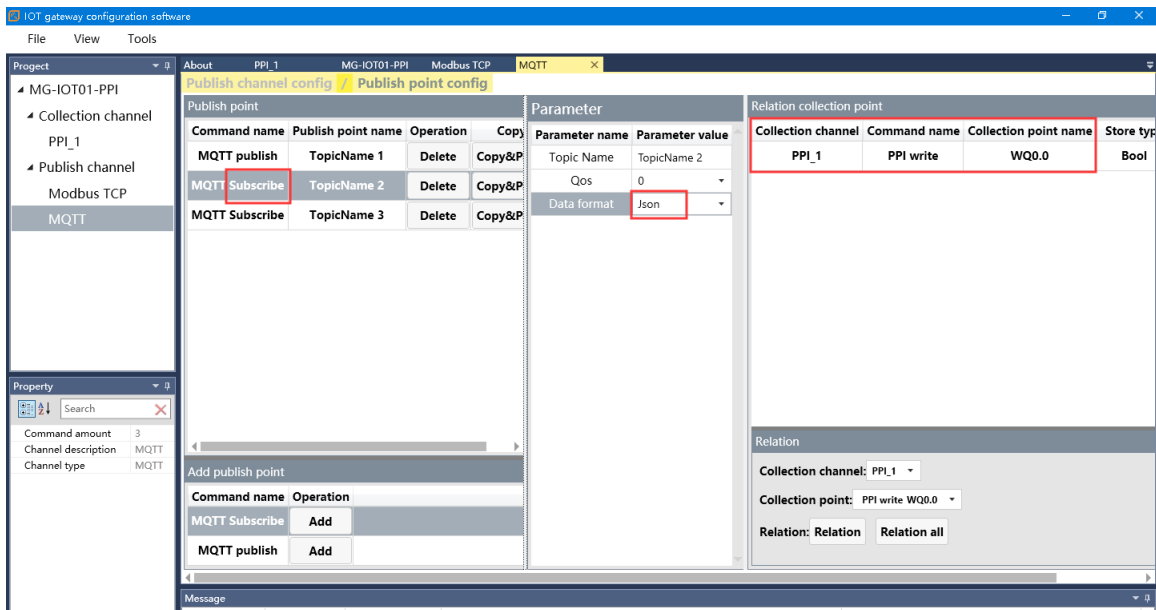 IOT gateway configuration software
File View Tools
Progect
MG-IOT01-PPI
Collection channel
PPI_1
Publish channel
Modbus TCP
MQTT
Property
Search
Command amount 3
Channel description MQTT
Channel type MQTT
About PPI_1 MG-IOT01-PPI Modbus TCP MQTT
Publish channel config / Publish point config
Publish point
Command name Publish point name Operation Copy
MQTT publish TopicName 1 Delete Copy&P
MQTT Subscribe TopicName 2 Delete Copy&P
MQTT Subscribe TopicName 3 Delete Copy&P
Add publish point
Command name Operation
MQTT Subscribe Add
MQTT publish Add
Parameter
Parameter name Parameter value
Topic Name TopicName 2
Qos 0
Data format Json
Relation collection point
Collection channel Command name Collection point name Store typ
PPI_1 PPI write WQ0.0 Bool
Relation
Collection channel: PPI_1
Collection point: PPI write WQ0.0
Relation: Relation Relation all
Message